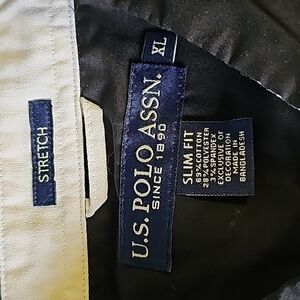 STRETCH
U.S. POLO ASSN.
SINCE 1890
XL
SLIM FIT
69% COTTON
28% POLYESTER
3% SPANDEX
EXCLUSIVE OF
DECORATION
MADE IN
BANGLADESH